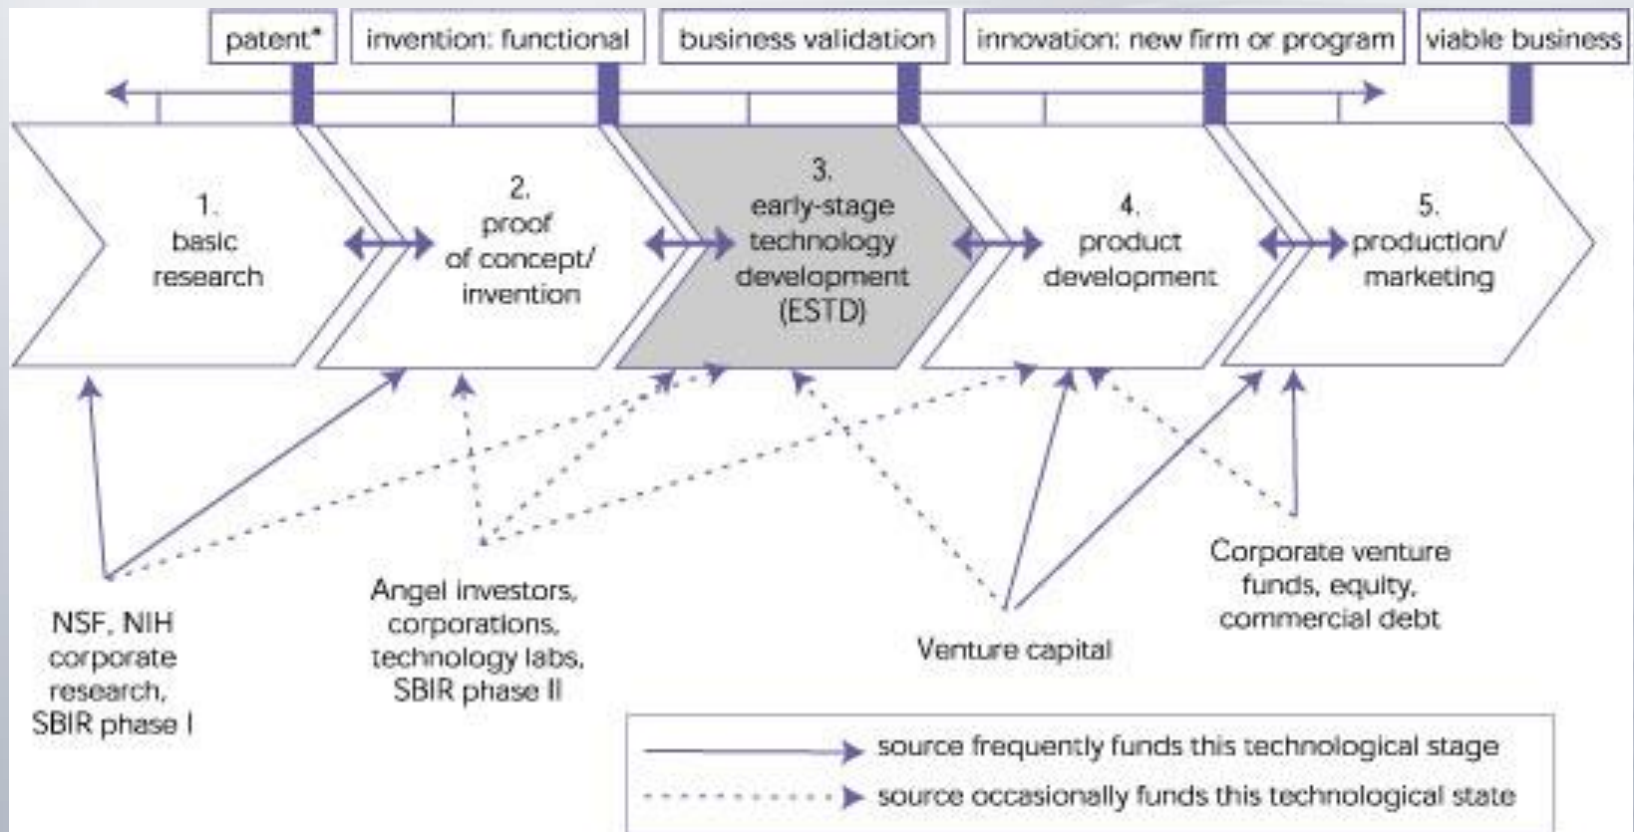 patent*
invention: functional
business validation
innovation: new firm or program
viable business
1.
basic
research
2.
proof
of concept/
invention
3.
early-stage
technology
development
(ESTD)
4.
product
development
5.
production/
marketing
NSF, NIH
corporate
research,
SBIR phase I
Angel investors,
corporations,
technology labs,
SBIR phase II
Venture capital
Corporate venture
funds, equity,
commercial debt
source frequently funds this technological stage
source occasionally funds this technological state